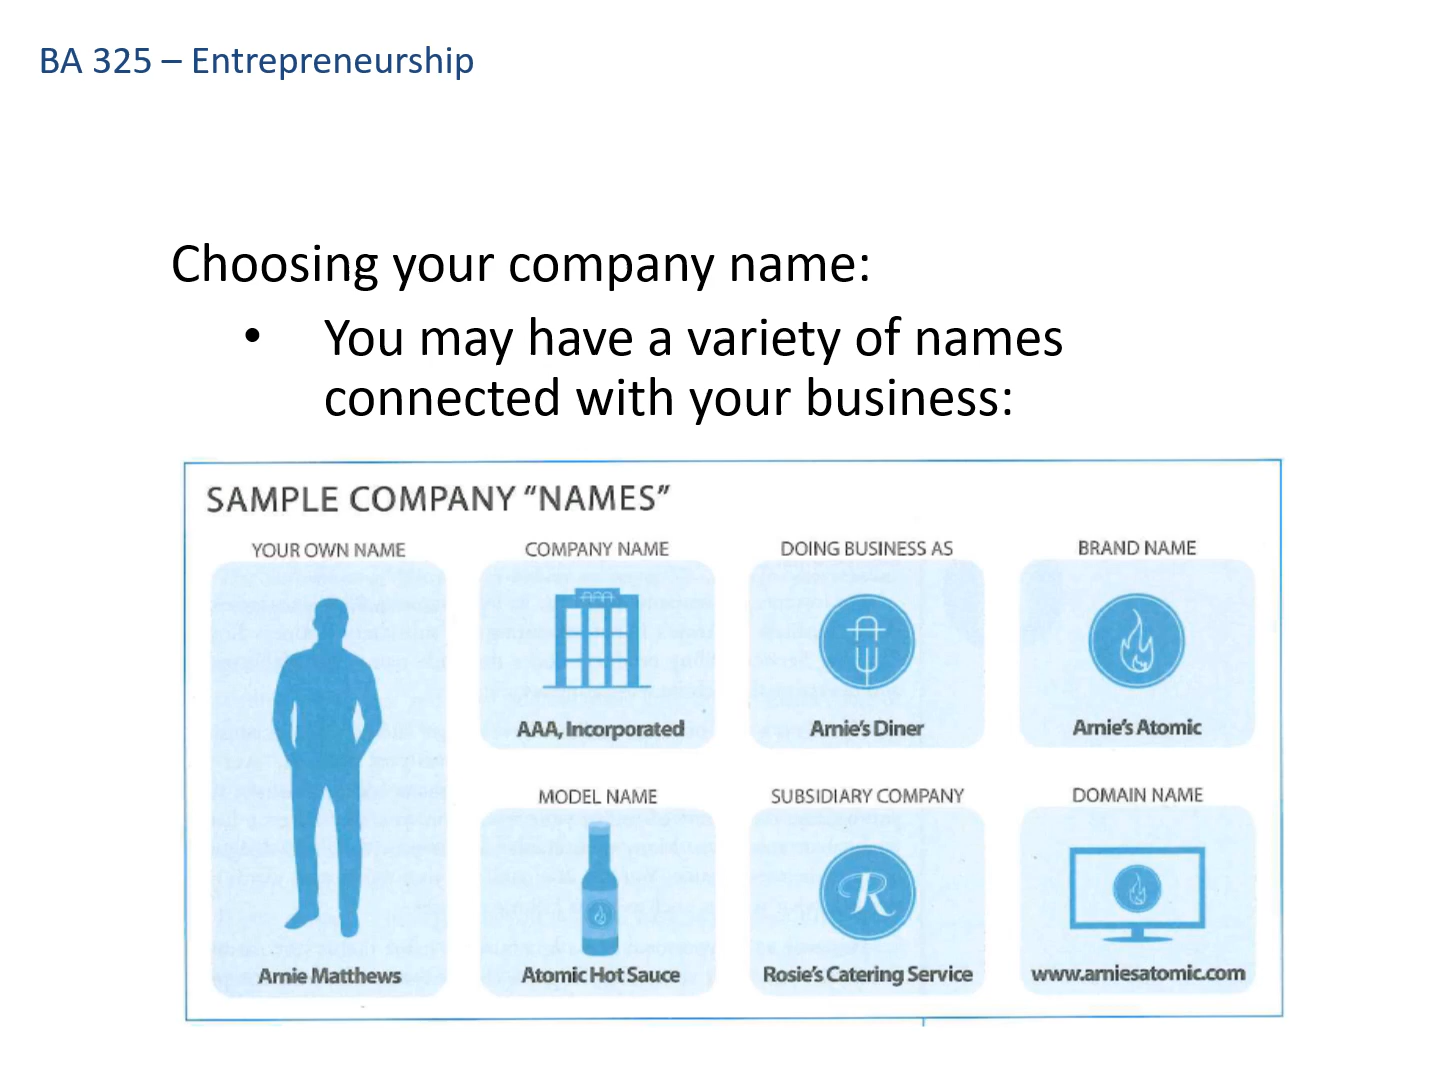 BA 325 – Entrepreneurship
Choosing your company name:
• You may have a variety of names
connected with your business:
SAMPLE COMPANY “NAMES”
YOUR OWN NAME
Arnie Matthews
COMPANY NAME
AAA
AAA, Incorporated
DOING BUSINESS AS
A
Arnie’s Diner
BRAND NAME
Arnie’s Atomic
MODEL NAME
Atomic Hot Sauce
SUBSIDIARY COMPANY
R
Rosie’s Catering Service
DOMAIN NAME
www.arniesatomic.com